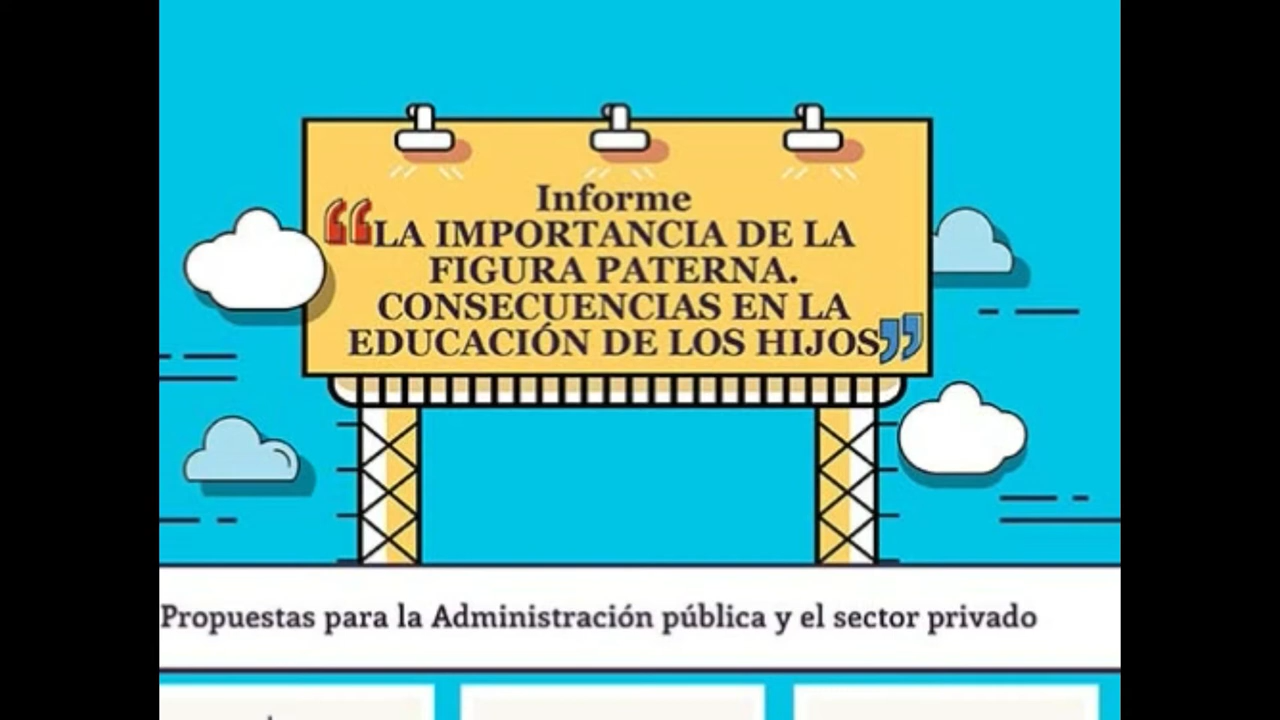 Informe
“LA IMPORTANCIA DE LA
FIGURA PATERNA.
CONSECUENCIAS EN LA
EDUCACIÓN DE LOS HIJOS”
Propuestas para la Administración pública y el sector privado